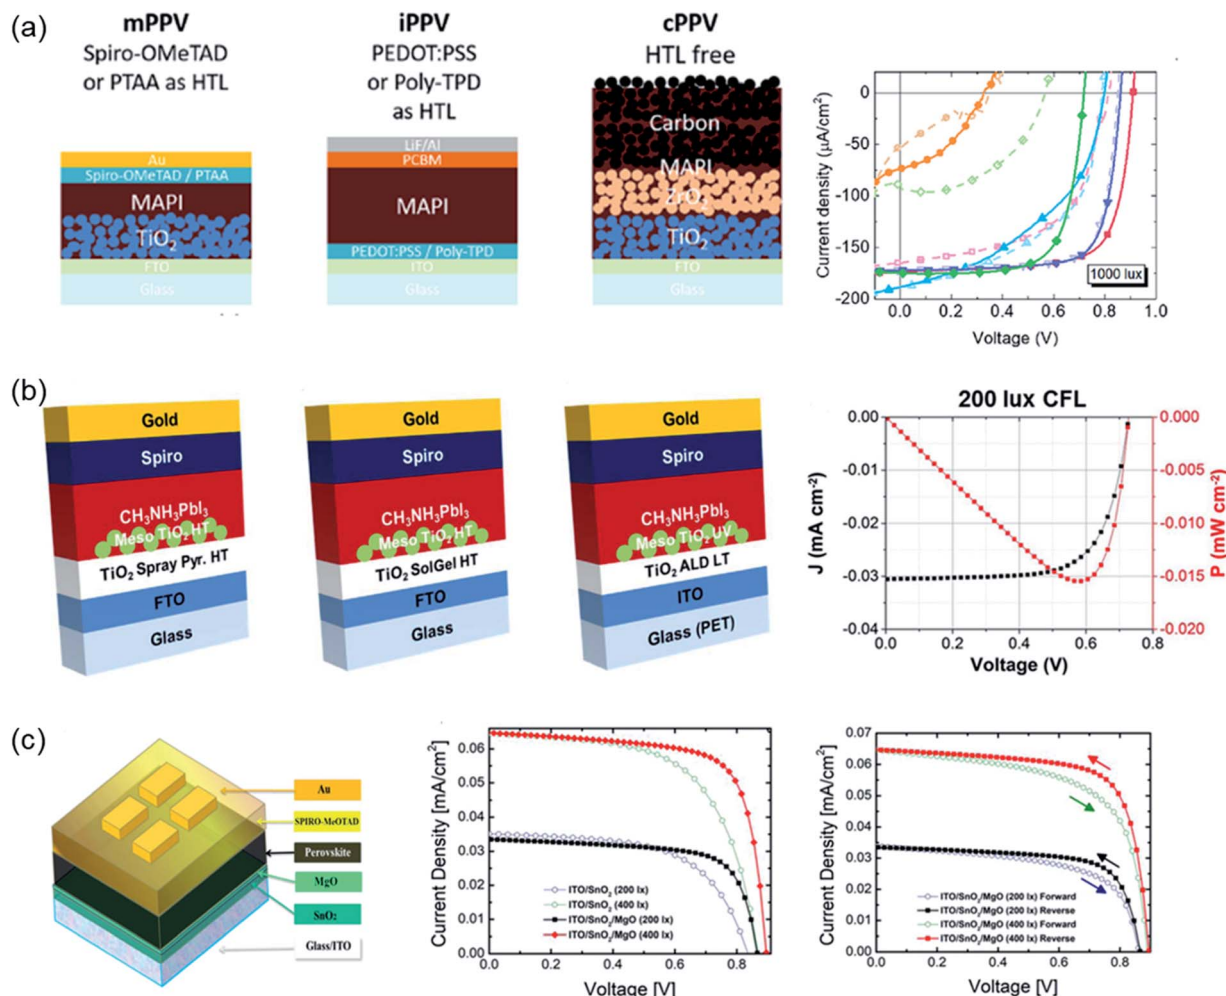 (a)
mPPV
Spiro-OMeTAD
or PTAA as HTL
Au
Spiro-OMeTAD / PTAA
MAPI
TiO2
FTO
Glass
iPPV
PEDOT:PSS
or Poly-TPD
as HTL
LiF/Al
PCBM
MAPI
PEDOT:PSS / Poly-TPD
ITO
Glass
cPPV
HTL free
Carbon
MAPI
ZrO2
TiO2
FTO
Glass
Current density (µA/cm²)
0
-50
-100
-150
-200
1000 lux
0.0 0.2 0.4 0.6 0.8 1.0
Voltage (V)
(b)
Gold
Spiro
CH3NH3PbI3
Meso TiO2 HT
TiO2 Spray Pyr. HT
FTO
Glass
Gold
Spiro
CH3NH3PbI3
Meso TiO2 HT
TiO2 SolGel HT
FTO
Glass
Gold
Spiro
CH3NH3PbI3
Meso TiO2 UV
TiO2 ALD LT
ITO
Glass (PET)
200 lux CFL
J (mA cm⁻²)
0.00
-0.01
-0.02
-0.03
-0.04
0.0 0.2 0.4 0.6 0.8
Voltage (V)
0.000
-0.005
-0.010
-0.015
-0.020
P (mW cm⁻²)
(c)
Au
SPIRO-MeOTAD
Perovskite
MgO
SnO2
Glass/ITO
Current Density [mA/cm²]
0.06
0.05
0.04
0.03
0.02
0.01
0.00
ITO/SnO2 (200 lx)
ITO/SnO2 (400 lx)
ITO/SnO2/MgO (200 lx)
ITO/SnO2/MgO (400 lx)
0.0 0.2 0.4 0.6 0.8
Voltage [V]
Current Density [mA/cm²]
0.07
0.06
0.05
0.04
0.03
0.02
0.01
0.00
ITO/SnO2/MgO (200 lx) Forward
ITO/SnO2/MgO (200 lx) Reverse
ITO/SnO2/MgO (400 lx) Forward
ITO/SnO2/MgO (400 lx) Reverse
0.0 0.2 0.4 0.6 0.8
Voltage [V]